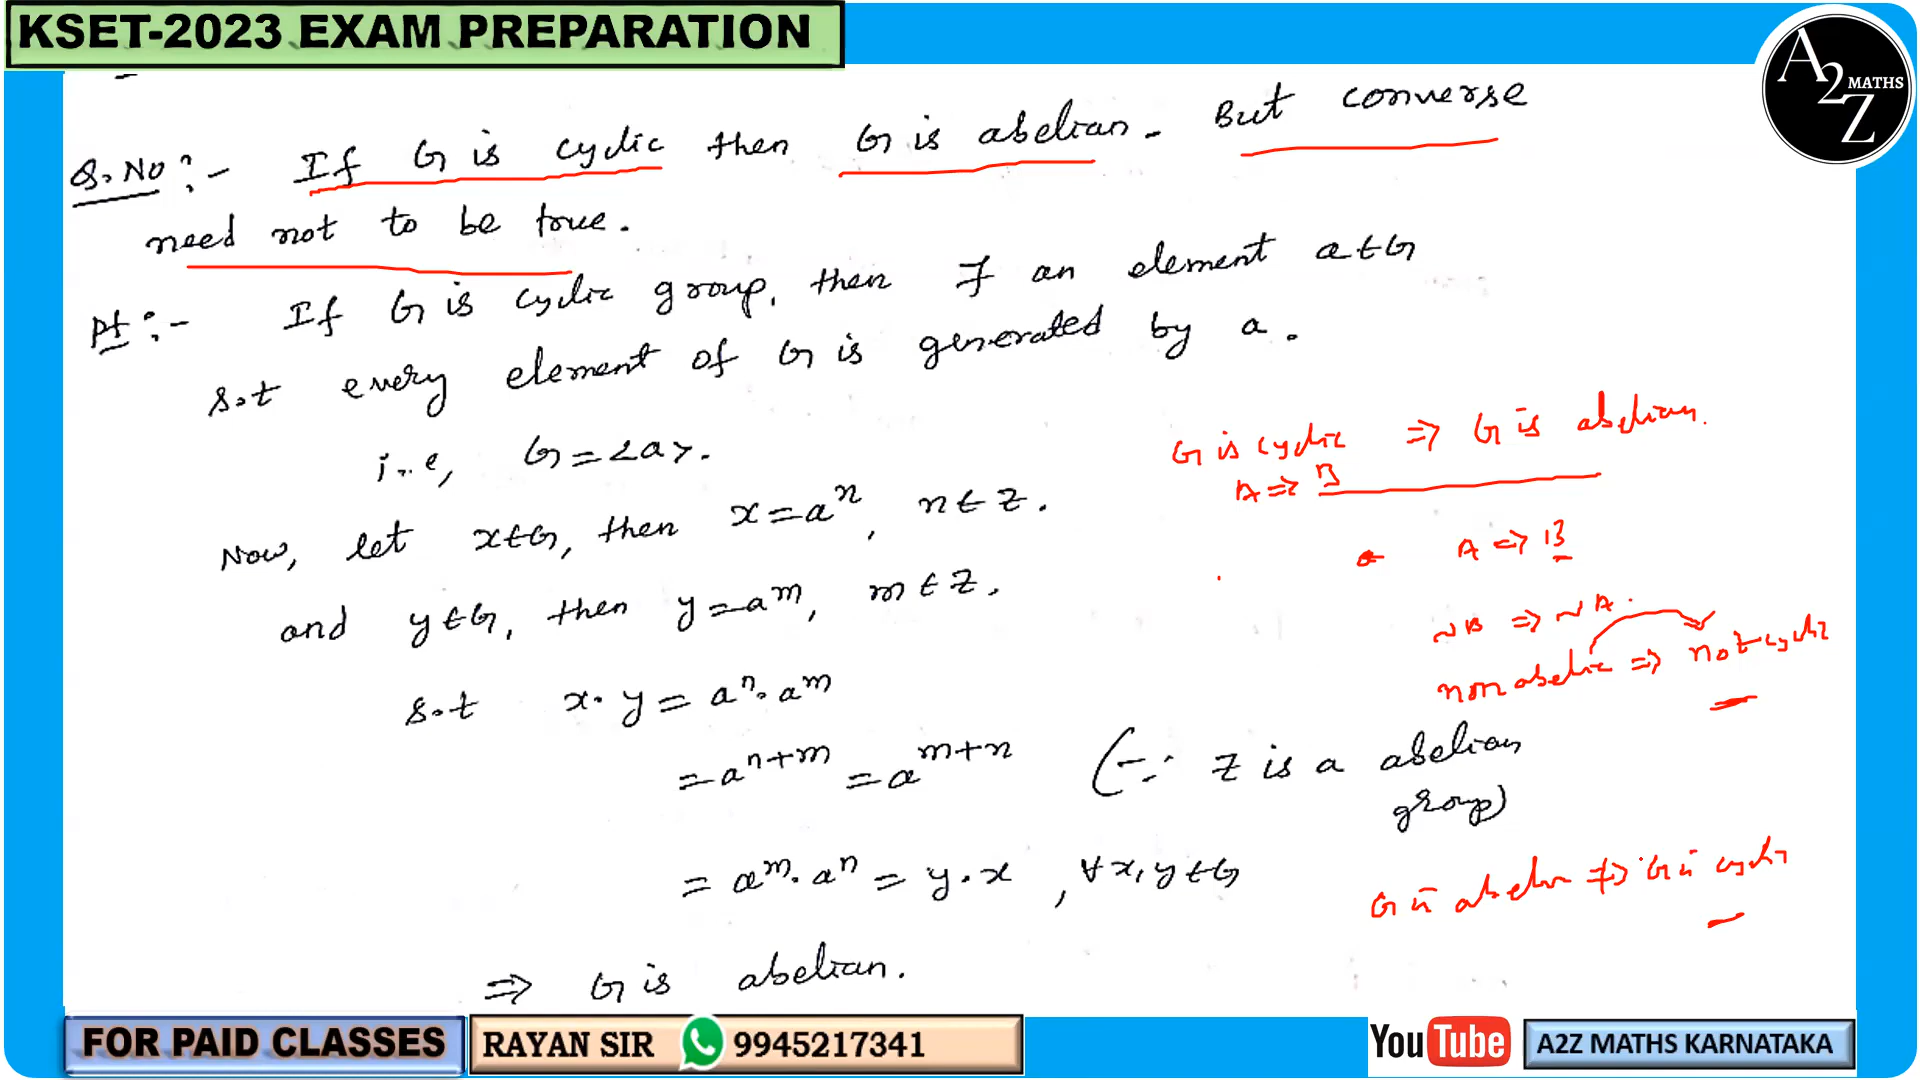 KSET-2023 EXAM PREPARATION
A2Z MATHS
S.No :- If G is cyclic then G is abelian. But converse
need not to be true.
Pf :- If G is cyclic group, then ∃ an element a∈G
s.t every element of G is generated by a.
i.e, G = <a>.
Now, let x∈G, then x = a^n, n∈Z.
and y∈G, then y = a^m, m∈Z.
s.t x.y = a^n . a^m
= a^n+m = a^m+n (∵ Z is a abelian
group)
= a^m . a^n = y.x , ∀ x, y∈G
⇒ G is abelian.
G is cyclic ⇒ G is abelian.
A ⇒ B
A ⇒ B
~B ⇒ ~A.
non abelian ⇒ not cyclic
G is abelian ⇏ G is cyclic
FOR PAID CLASSES
RAYAN SIR 9945217341
YouTube
A2Z MATHS KARNATAKA